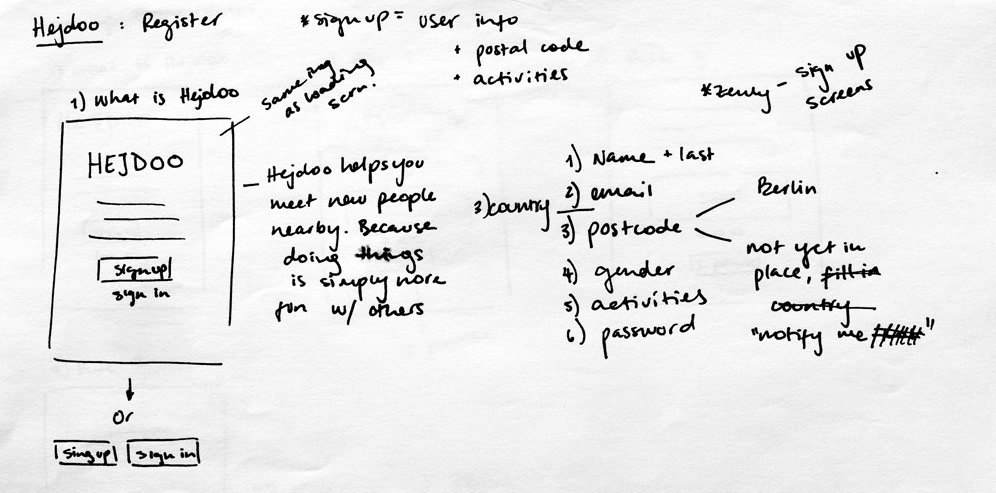 Hejdoo : Register
*sign up = user info
+ postal code
+ activities
*zenly - sign up
screens
1) What is Hejdoo
same img
as loading
scrn!
HEJDOO
sign up
sign in
Hejdoo helps you
meet new people
nearby. Because
doing things
is simply more
fun w/ others
1) Name + last
2) email
3) country
3) postcode
4) gender
5) activities
6) password
Berlin
not yet in
place, fill in
country
"notify me"
Or
sing up
sign in